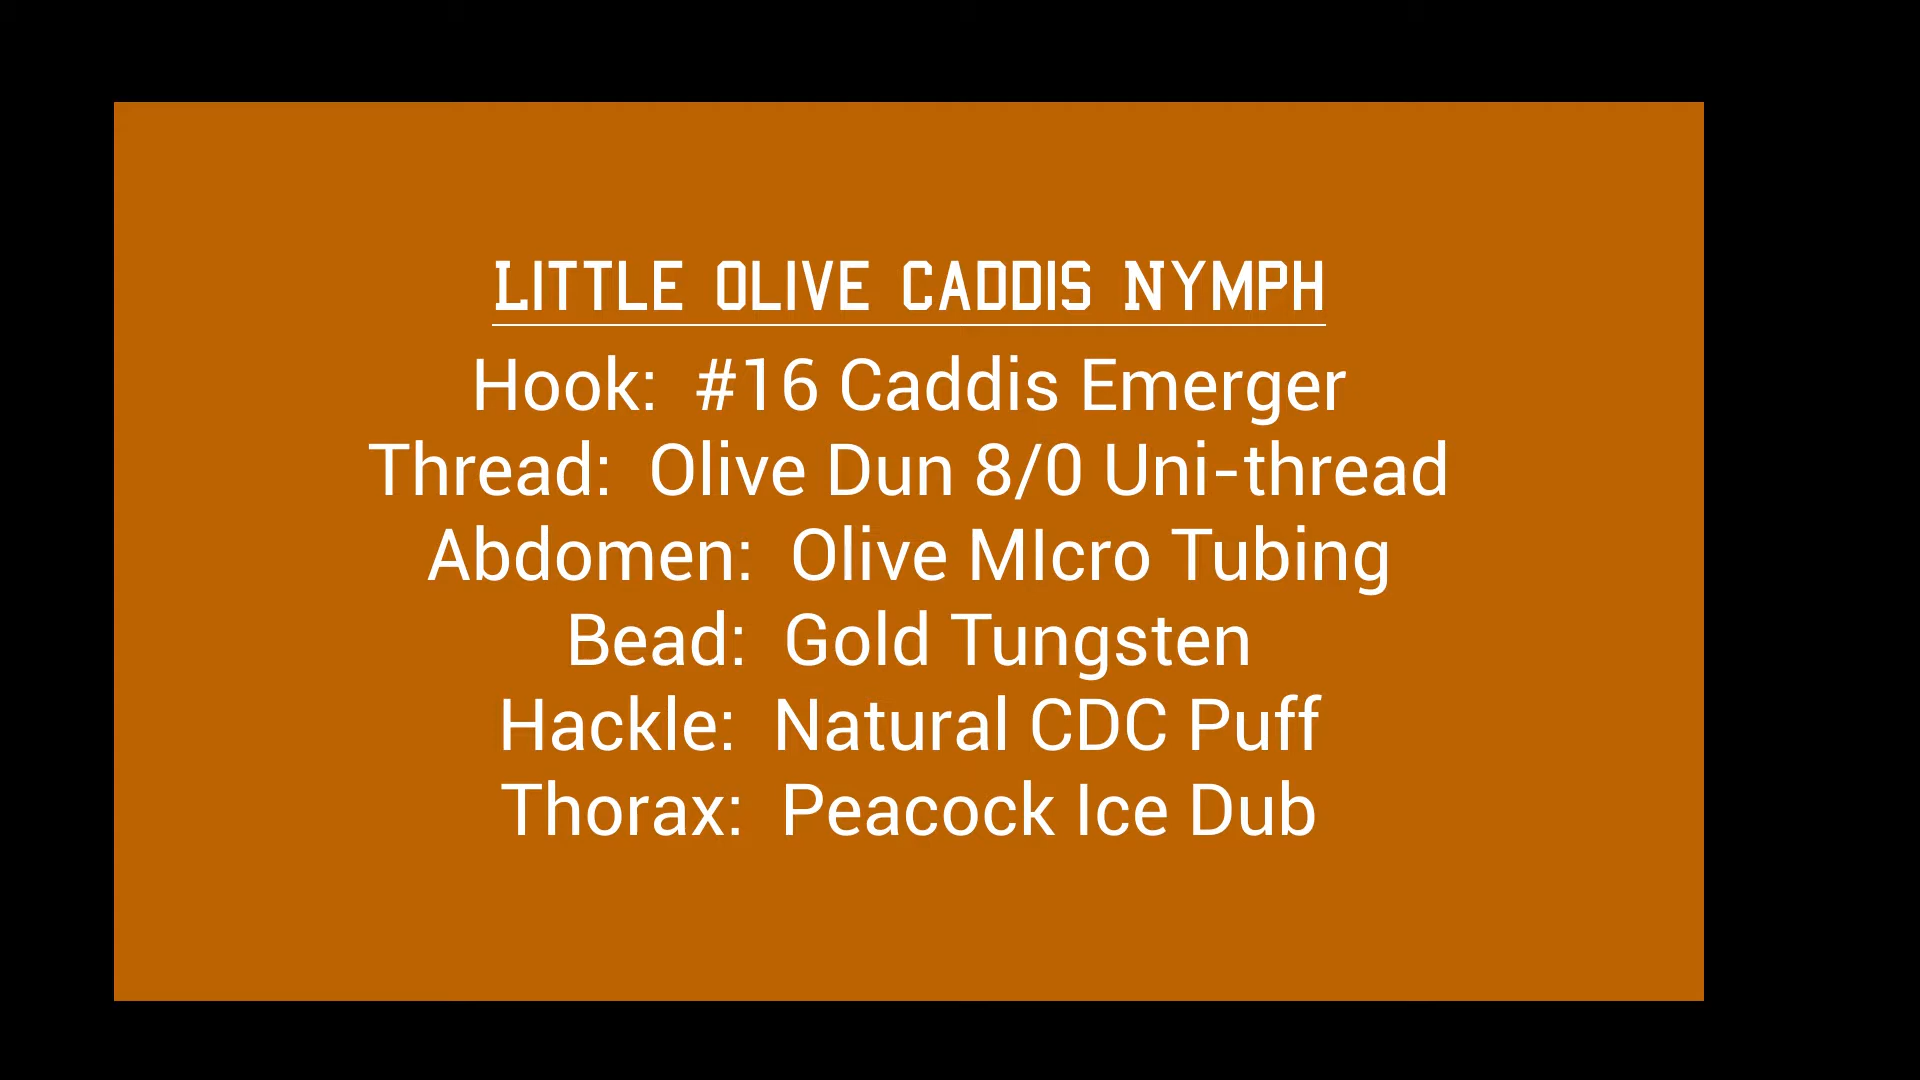 LITTLE OLIVE CADDIS NYMPH
Hook: #16 Caddis Emerger
Thread: Olive Dun 8/0 Uni-thread
Abdomen: Olive MIcro Tubing
Bead: Gold Tungsten
Hackle: Natural CDC Puff
Thorax: Peacock Ice Dub